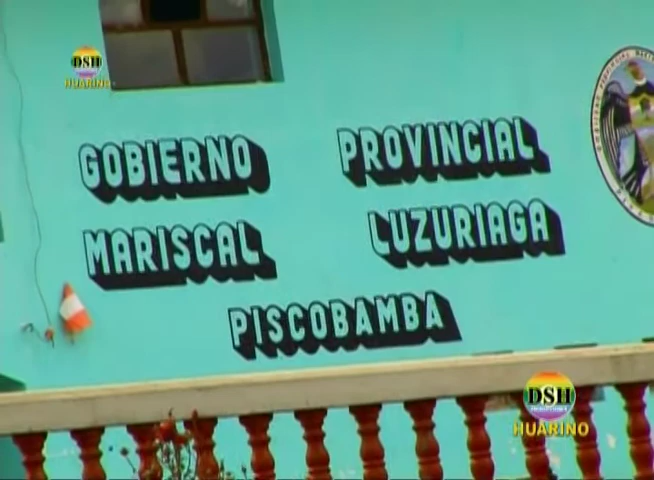 DSH
HUARINO
GOBIERNO PROVINCIAL
MARISCAL LUZURIAGA
PISCOBAMBA
DSH
HUARINO